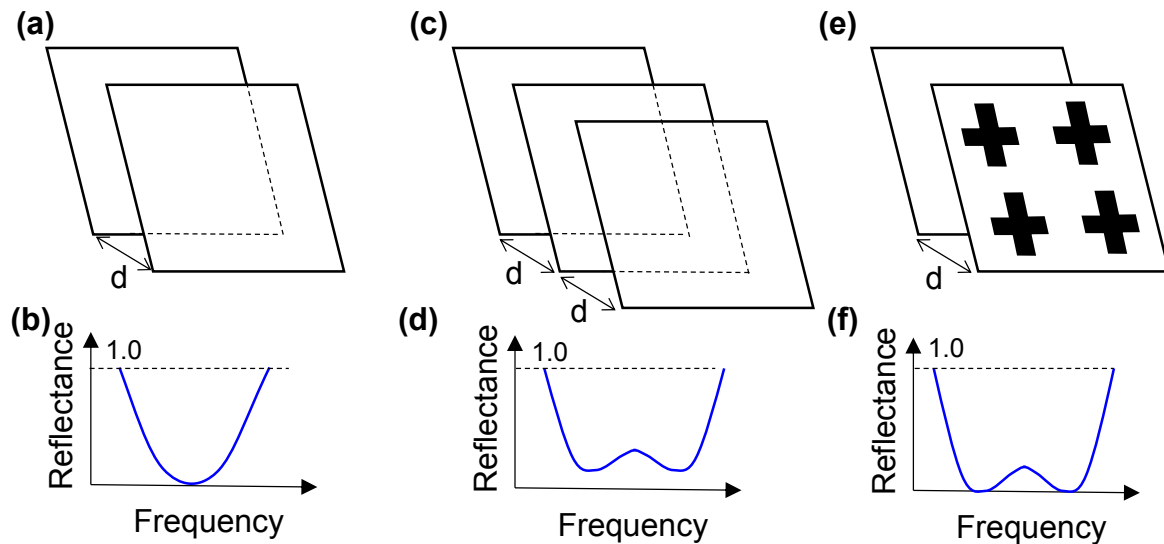 (a)
(c)
(e)
d
d
d
d
(b)
(d)
(f)
1.0
1.0
1.0
Reflectance
Reflectance
Reflectance
Frequency
Frequency
Frequency